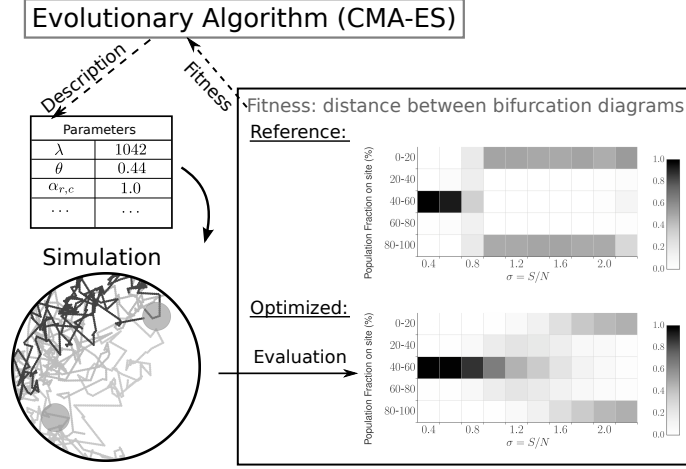 Evolutionary Algorithm (CMA-ES)
Description
Fitness
Parameters
λ 1042
θ 0.44
α_{r,c} 1.0
... ...
Simulation
Evaluation
Fitness: distance between bifurcation diagrams
Reference:
Population Fraction on site (%)
0-20
20-40
40-60
60-80
80-100
0.4 0.8 1.2 1.6 2.0
σ = S/N
1.0
0.8
0.6
0.4
0.2
0.0
Optimized:
Population Fraction on site (%)
0-20
20-40
40-60
60-80
80-100
0.4 0.8 1.2 1.6 2.0
σ = S/N
1.0
0.8
0.6
0.4
0.2
0.0